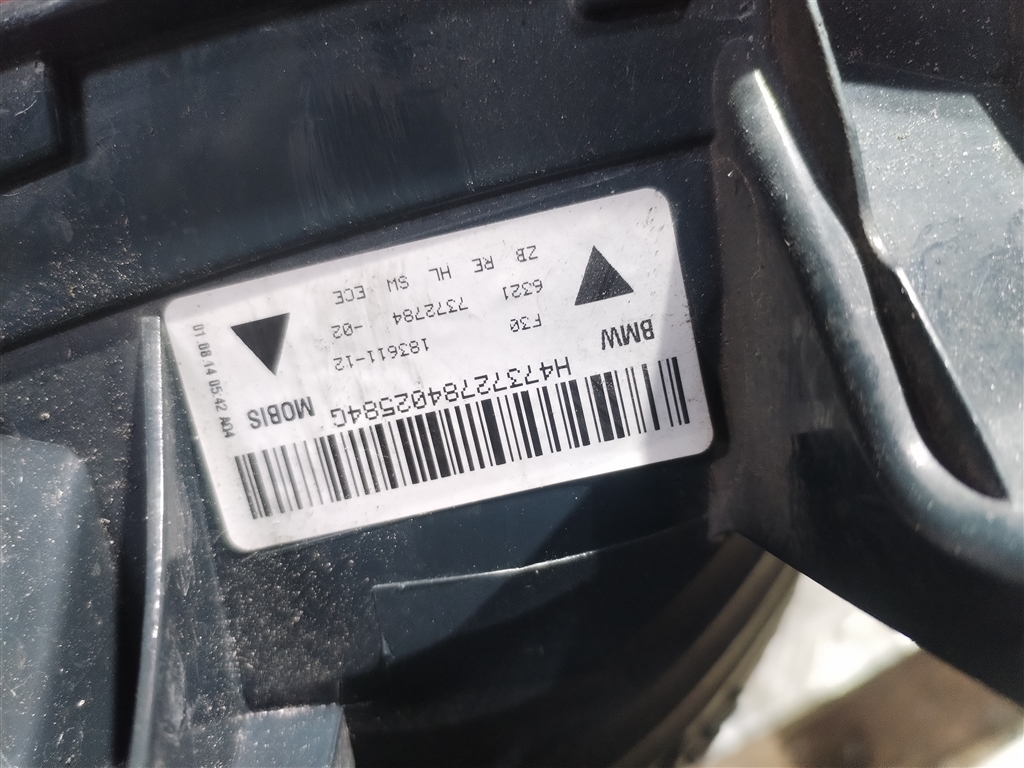 H4737278402584G
BMW F30 183611-12 MOBIS
6321 7372784 -02
ZB RE HL SW ECE
01.08.14 05.42 A04